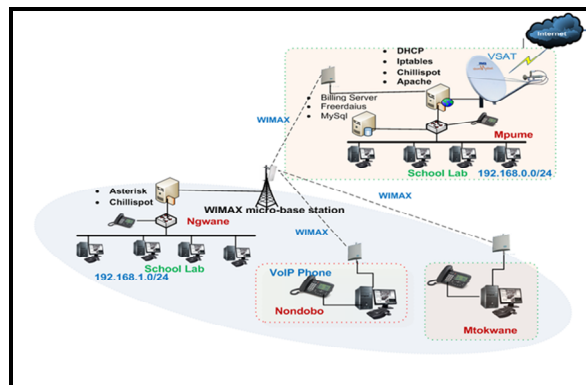 Internet
VSAT
• DHCP
• Iptables
• Chillispot
• Apache
• Billing Server
• Freerdaius
• MySql
WIMAX
Mpume
School Lab 192.168.0.0/24
• Asterisk
• Chillispot
WIMAX micro-base station
WIMAX
Ngwane
WIMAX
School Lab
192.168.1.0/24
VoIP Phone
Nondobo
Mtokwane